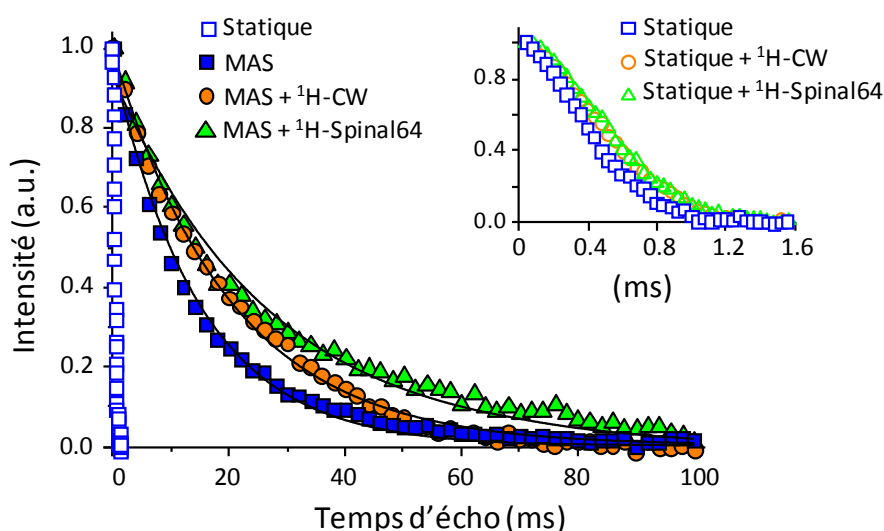 Statique
MAS
MAS + ¹H-CW
MAS + ¹H-Spinal64
Intensité (a.u.)
1.0
0.8
0.6
0.4
0.2
0.0
0
20
40
60
80
100
Temps d'écho (ms)
Statique
Statique + ¹H-CW
Statique + ¹H-Spinal64
0.8
0.4
0.0
0
0.4
0.8
1.2
1.6
(ms)